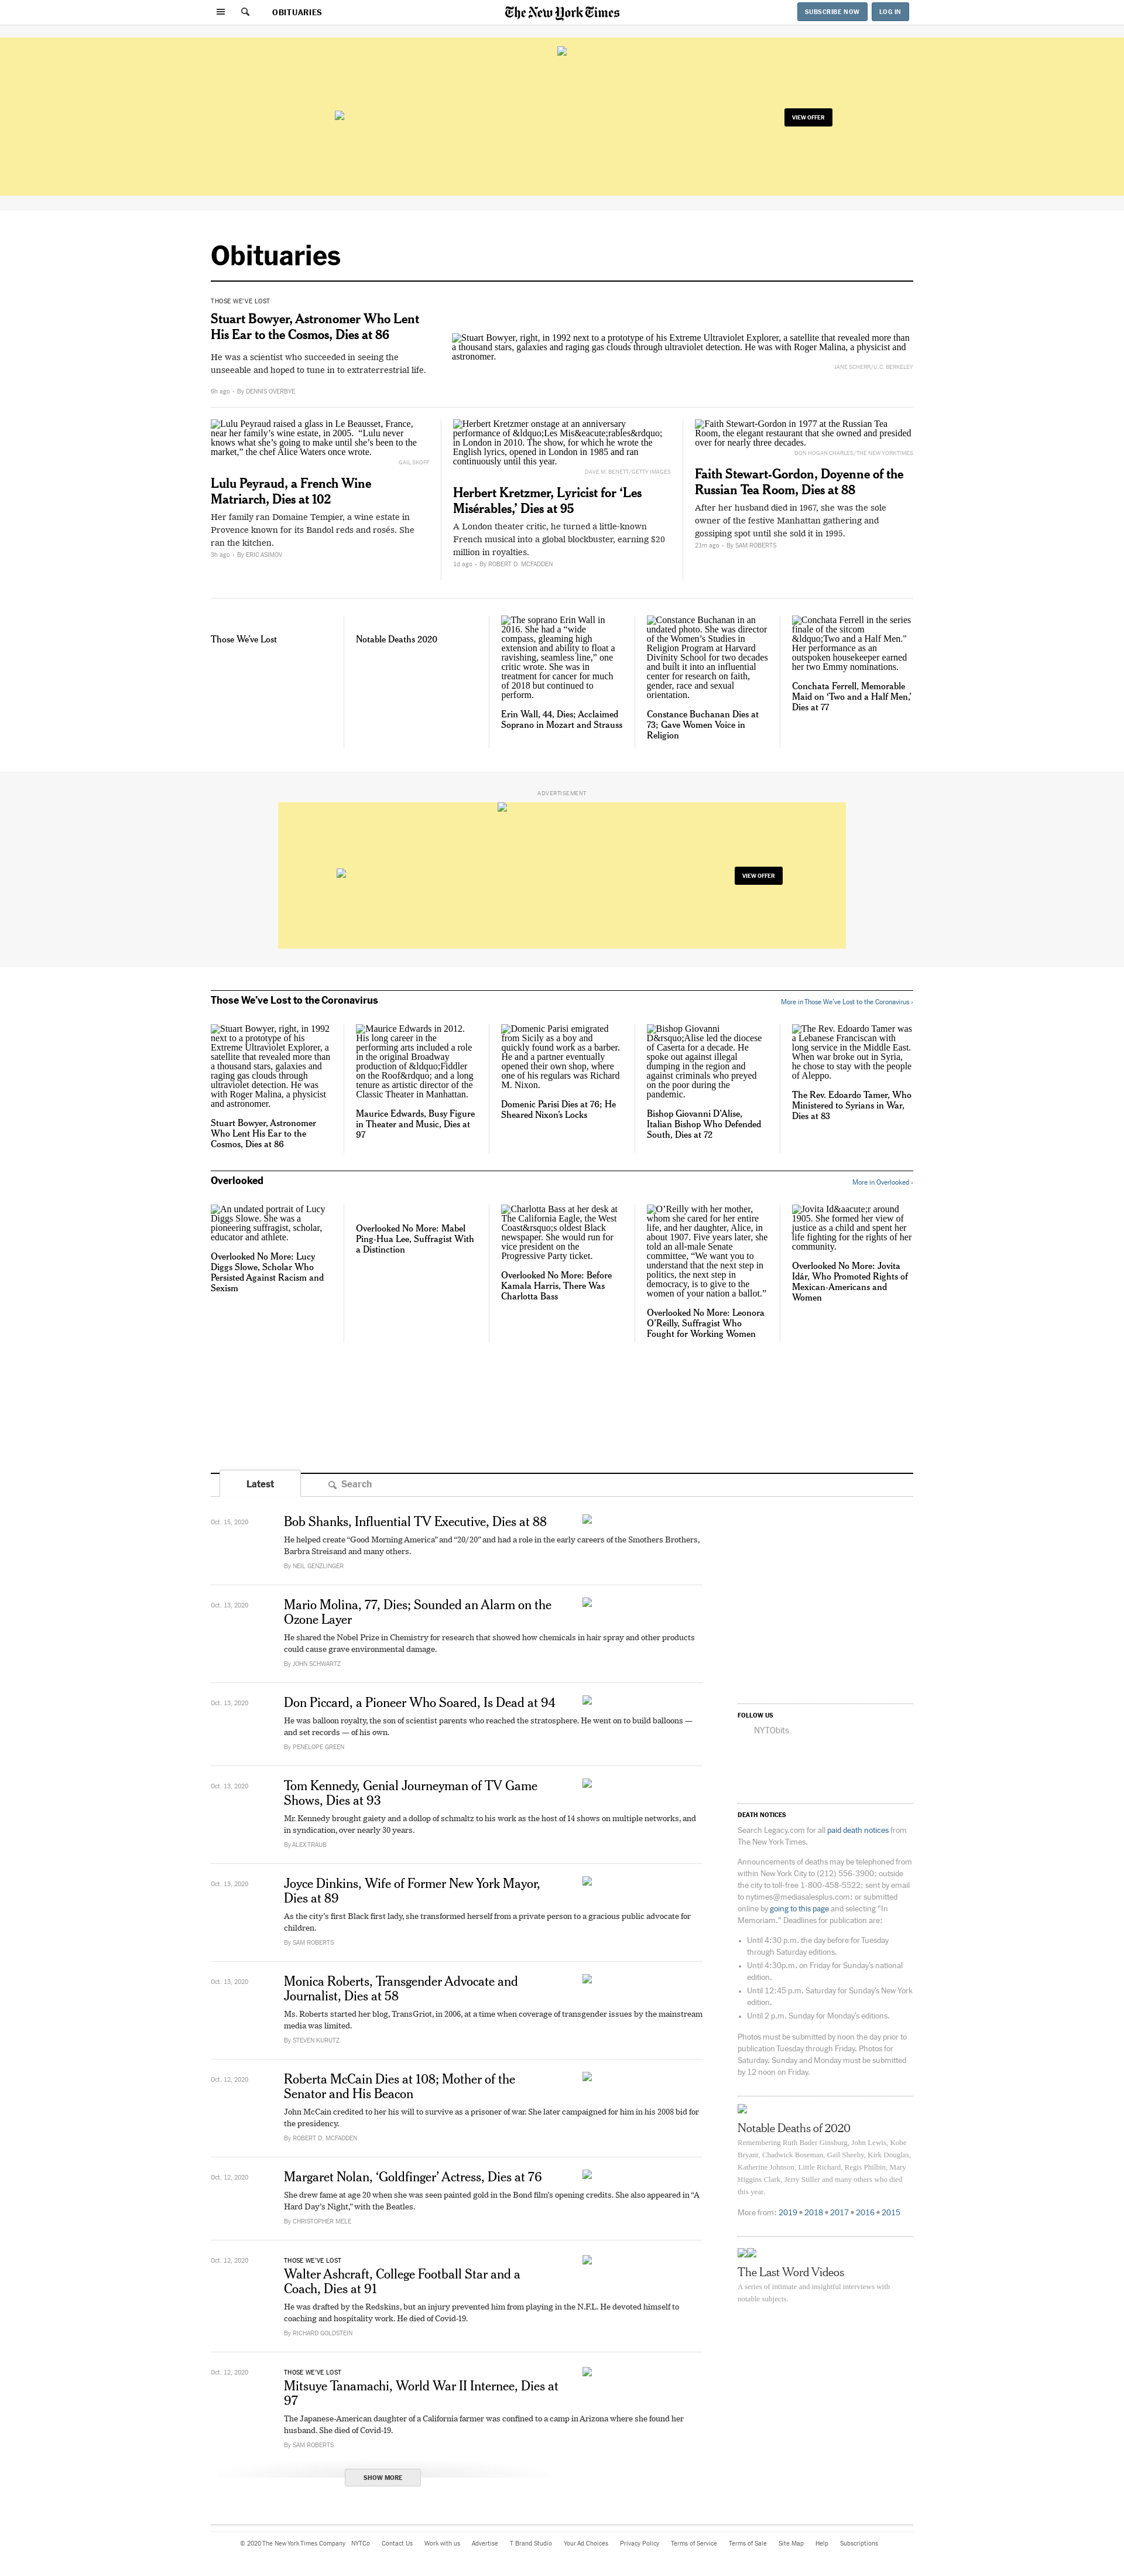 OBITUARIES
The New York Times
SUBSCRIBE NOW
LOG IN
VIEW OFFER
Obituaries
THOSE WE'VE LOST
Stuart Bowyer, Astronomer Who Lent
His Ear to the Cosmos, Dies at 86
He was a scientist who succeeded in seeing the
unseeable and hoped to tune in to extraterrestrial life.
6h ago - By DENNIS OVERBYE
Stuart Bowyer, right, in 1992 next to a prototype of his Extreme Ultraviolet Explorer, a satellite that revealed more than
a thousand stars, galaxies and raging gas clouds through ultraviolet detection. He was with Roger Malina, a physicist and
astronomer.
JANE SCHERR/U.C. BERKELEY
Lulu Peyraud raised a glass in Le Beausset, France,
near her family's wine estate, in 2005. “Lulu never
knows what she's going to make until she's been to the
market,” the chef Alice Waters once wrote.
GAIL SKOFF
Lulu Peyraud, a French Wine
Matriarch, Dies at 102
Her family ran Domaine Tempier, a wine estate in
Provence known for its Bandol reds and rosés. She
ran the kitchen.
3h ago - By ERIC ASIMOV
Herbert Kretzmer onstage at an anniversary
performance of &ldquo;Les Mis&eacute;rables&rdquo;
in London in 2010. The show, for which he wrote the
English lyrics, opened in London in 1985 and ran
continuously until this year.
DAVE M. BENETT/GETTY IMAGES
Herbert Kretzmer, Lyricist for ‘Les
Misérables,’ Dies at 95
A London theater critic, he turned a little-known
French musical into a global blockbuster, earning $20
million in royalties.
1d ago - By ROBERT D. MCFADDEN
Faith Stewart-Gordon in 1977 at the Russian Tea
Room, the elegant restaurant that she owned and presided
over for nearly three decades.
DON HOGAN CHARLES/THE NEW YORK TIMES
Faith Stewart-Gordon, Doyenne of the
Russian Tea Room, Dies at 88
After her husband died in 1967, she was the sole
owner of the festive Manhattan gathering and
gossiping spot until she sold it in 1995.
21m ago - By SAM ROBERTS
Those We've Lost
Notable Deaths 2020
The soprano Erin Wall in
2016. She had a “wide
compass, gleaming high
extension and ability to float a
ravishing, seamless line,” one
critic wrote. She was in
treatment for cancer for much
of 2018 but continued to
perform.
Erin Wall, 44, Dies; Acclaimed
Soprano in Mozart and Strauss
Constance Buchanan in an
undated photo. She was director
of the Women's Studies in
Religion Program at Harvard
Divinity School for two decades
and built it into an influential
center for research on faith,
gender, race and sexual
orientation.
Constance Buchanan Dies at
73; Gave Women Voice in
Religion
Conchata Ferrell in the series
finale of the sitcom
&ldquo;Two and a Half Men."
Her performance as an
outspoken housekeeper earned
her two Emmy nominations.
Conchata Ferrell, Memorable
Maid on ‘Two and a Half Men,’
Dies at 77
ADVERTISEMENT
VIEW OFFER
Those We've Lost to the Coronavirus
More in Those We've Lost to the Coronavirus ›
Stuart Bowyer, right, in 1992
next to a prototype of his
Extreme Ultraviolet Explorer, a
satellite that revealed more than
a thousand stars, galaxies and
raging gas clouds through
ultraviolet detection. He was
with Roger Malina, a physicist
and astronomer.
Stuart Bowyer, Astronomer
Who Lent His Ear to the
Cosmos, Dies at 86
Maurice Edwards in 2012.
His long career in the
performing arts included a role
in the original Broadway
production of &ldquo;Fiddler
on the Roof&rdquo; and a long
tenure as artistic director of the
Classic Theater in Manhattan.
Maurice Edwards, Busy Figure
in Theater and Music, Dies at
97
Domenic Parisi emigrated
from Sicily as a boy and
quickly found work as a barber.
He and a partner eventually
opened their own shop, where
one of his regulars was Richard
M. Nixon.
Domenic Parisi Dies at 76; He
Sheared Nixon's Locks
Bishop Giovanni
D&rsquo;Alise led the diocese
of Caserta for a decade. He
spoke out against illegal
dumping in the region and
against criminals who preyed
on the poor during the
pandemic.
Bishop Giovanni D'Alise,
Italian Bishop Who Defended
South, Dies at 72
The Rev. Edoardo Tamer was
a Lebanese Franciscan with
long service in the Middle East.
When war broke out in Syria,
he chose to stay with the people
of Aleppo.
The Rev. Edoardo Tamer, Who
Ministered to Syrians in War,
Dies at 83
Overlooked
More in Overlooked ›
An undated portrait of Lucy
Diggs Slowe. She was a
pioneering suffragist, scholar,
educator and athlete.
Overlooked No More: Lucy
Diggs Slowe, Scholar Who
Persisted Against Racism and
Sexism
Overlooked No More: Mabel
Ping-Hua Lee, Suffragist With
a Distinction
Charlotta Bass at her desk at
The California Eagle, the West
Coast&rsquo;s oldest Black
newspaper. She would run for
vice president on the
Progressive Party ticket.
Overlooked No More: Before
Kamala Harris, There Was
Charlotta Bass
O'Reilly with her mother,
whom she cared for her entire
life, and her daughter, Alice, in
about 1907. Five years later, she
told an all-male Senate
committee, “We want you to
understand that the next step in
politics, the next step in
democracy, is to give to the
women of your nation a ballot.”
Overlooked No More: Leonora
O'Reilly, Suffragist Who
Fought for Working Women
Jovita Id&aacute;r around
1905. She formed her view of
justice as a child and spent her
life fighting for the rights of her
community.
Overlooked No More: Jovita
Idár, Who Promoted Rights of
Mexican-Americans and
Women
Latest
Search
Oct. 15, 2020
Bob Shanks, Influential TV Executive, Dies at 88
He helped create “Good Morning America” and “20/20” and had a role in the early careers of the Smothers Brothers,
Barbra Streisand and many others.
By NEIL GENZLINGER
Oct. 13, 2020
Mario Molina, 77, Dies; Sounded an Alarm on the
Ozone Layer
He shared the Nobel Prize in Chemistry for research that showed how chemicals in hair spray and other products
could cause grave environmental damage.
By JOHN SCHWARTZ
Oct. 13, 2020
Don Piccard, a Pioneer Who Soared, Is Dead at 94
He was balloon royalty, the son of scientist parents who reached the stratosphere. He went on to build balloons —
and set records — of his own.
By PENELOPE GREEN
Oct. 13, 2020
Tom Kennedy, Genial Journeyman of TV Game
Shows, Dies at 93
Mr. Kennedy brought gaiety and a dollop of schmaltz to his work as the host of 14 shows on multiple networks, and
in syndication, over nearly 30 years.
By ALEX TRAUB
Oct. 13, 2020
Joyce Dinkins, Wife of Former New York Mayor,
Dies at 89
As the city's first Black first lady, she transformed herself from a private person to a gracious public advocate for
children.
By SAM ROBERTS
Oct. 13, 2020
Monica Roberts, Transgender Advocate and
Journalist, Dies at 58
Ms. Roberts started her blog, TransGriot, in 2006, at a time when coverage of transgender issues by the mainstream
media was limited.
By STEVEN KURUTZ
Oct. 12, 2020
Roberta McCain Dies at 108; Mother of the
Senator and His Beacon
John McCain credited to her his will to survive as a prisoner of war. She later campaigned for him in his 2008 bid for
the presidency.
By ROBERT D. MCFADDEN
Oct. 12, 2020
Margaret Nolan, ‘Goldfinger’ Actress, Dies at 76
She drew fame at age 20 when she was seen painted gold in the Bond film's opening credits. She also appeared in “A
Hard Day's Night,” with the Beatles.
By CHRISTOPHER MELE
Oct. 12, 2020
THOSE WE'VE LOST
Walter Ashcraft, College Football Star and a
Coach, Dies at 91
He was drafted by the Redskins, but an injury prevented him from playing in the N.F.L. He devoted himself to
coaching and hospitality work. He died of Covid-19.
By RICHARD GOLDSTEIN
Oct. 12, 2020
THOSE WE'VE LOST
Mitsuye Tanamachi, World War II Internee, Dies at
97
The Japanese-American daughter of a California farmer was confined to a camp in Arizona where she found her
husband. She died of Covid-19.
By SAM ROBERTS
SHOW MORE
FOLLOW US
NYTObits
DEATH NOTICES
Search Legacy.com for all paid death notices from
The New York Times.
Announcements of deaths may be telephoned from
within New York City to (212) 556-3900; outside
the city to toll-free 1-800-458-5522; sent by email
to nytimes@mediasalesplus.com; or submitted
online by going to this page and selecting "In
Memoriam." Deadlines for publication are:
• Until 4:30 p.m. the day before for Tuesday
through Saturday editions.
• Until 4:30p.m. on Friday for Sunday's national
edition.
• Until 12:45 p.m. Saturday for Sunday's New York
edition.
• Until 2 p.m. Sunday for Monday's editions.
Photos must be submitted by noon the day prior to
publication Tuesday through Friday. Photos for
Saturday, Sunday and Monday must be submitted
by 12 noon on Friday.
Notable Deaths of 2020
Remembering Ruth Bader Ginsburg, John Lewis, Kobe
Bryant, Chadwick Boseman, Gail Sheehy, Kirk Douglas,
Katherine Johnson, Little Richard, Regis Philbin, Mary
Higgins Clark, Jerry Stiller and many others who died
this year.
More from: 2019 • 2018 • 2017 • 2016 • 2015
The Last Word Videos
A series of intimate and insightful interviews with
notable subjects.
© 2020 The New York Times Company NYTCo Contact Us Work with us Advertise T Brand Studio Your Ad Choices Privacy Policy Terms of Service Terms of Sale Site Map Help Subscriptions